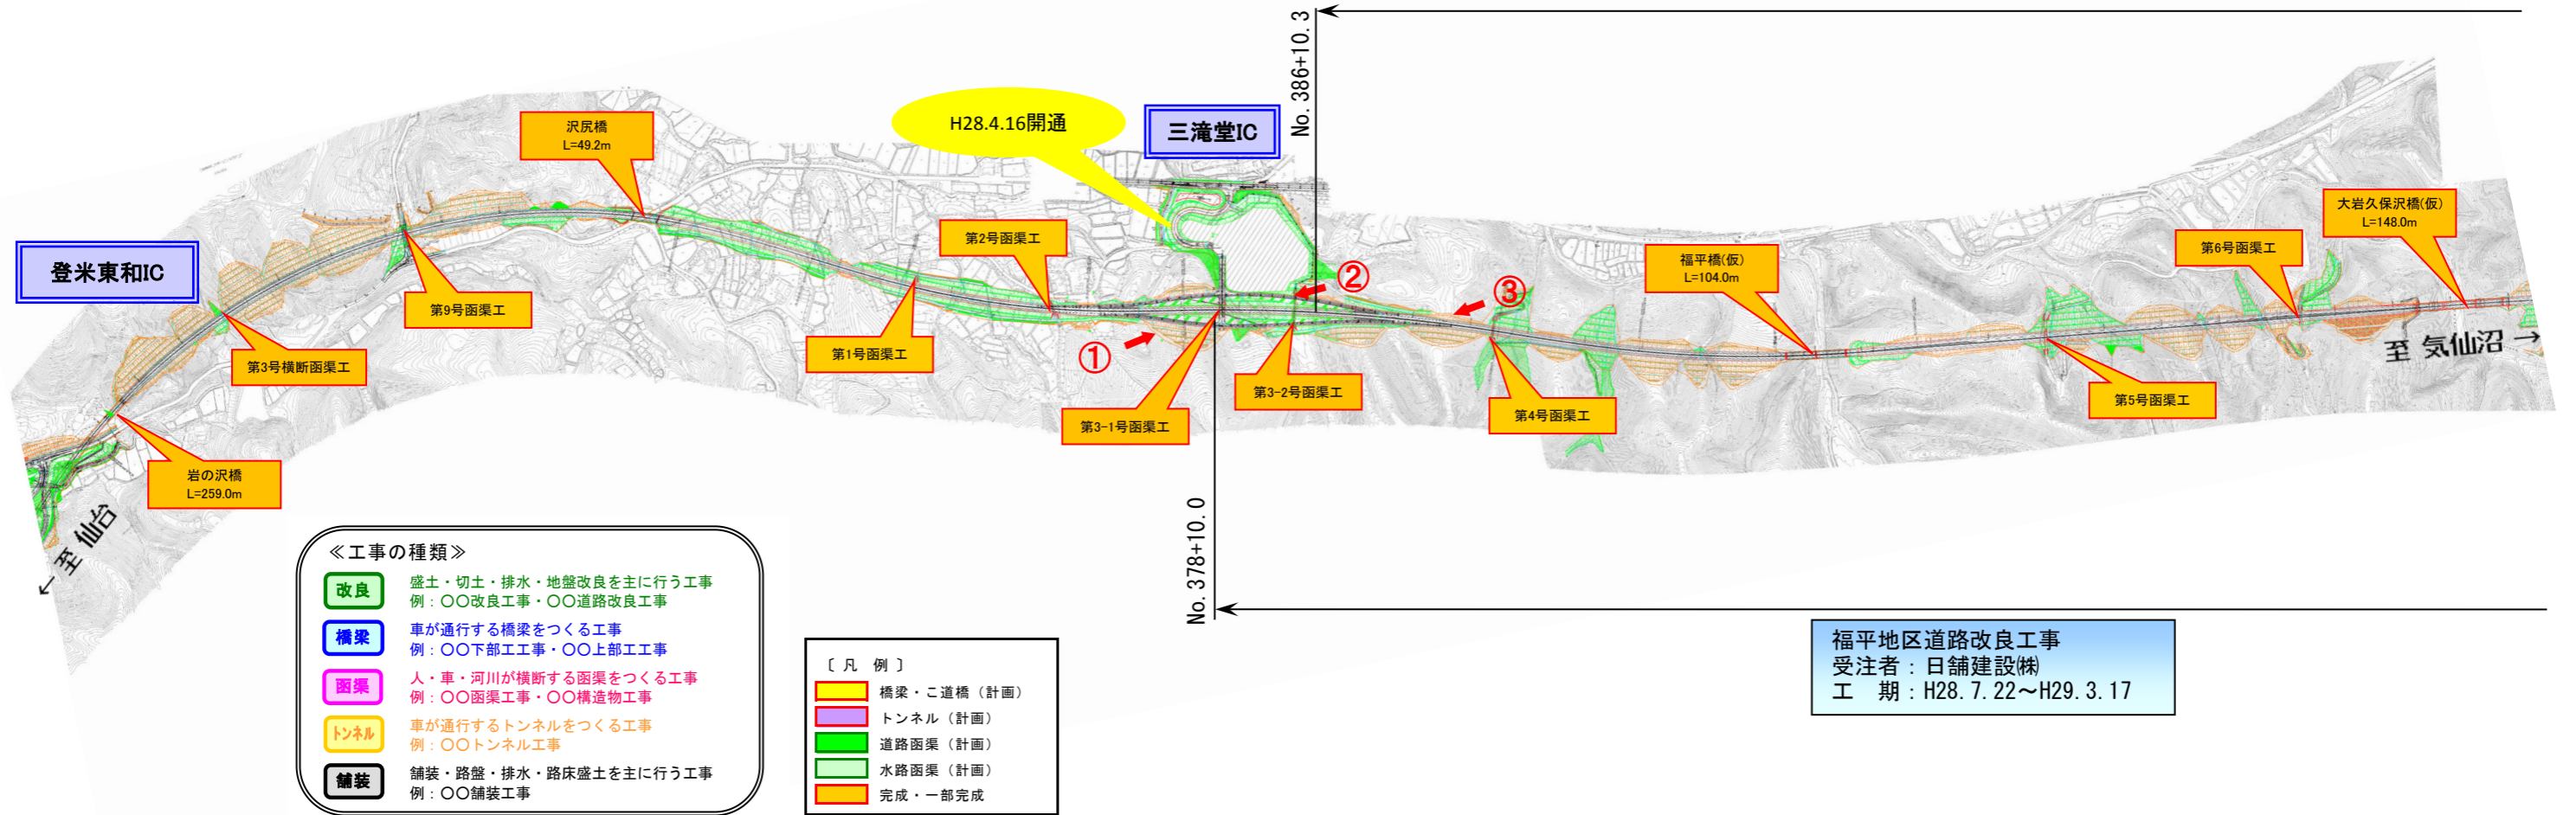 No.386+10.3
沢尻橋
L=49.2m
H28.4.16開通
三滝堂IC
大岩久保沢橋(仮)
L=148.0m
登米東和IC
第2号函渠工
福平橋(仮)
L=104.0m
第6号函渠工
第9号函渠工
②
③
①
第3号横断函渠工
第1号函渠工
至 気仙沼 →
第3-1号函渠工
第3-2号函渠工
第4号函渠工
第5号函渠工
岩の沢橋
L=259.0m
← 至 仙台
No.378+10.0
≪工事の種類≫
改良
盛土・切土・排水・地盤改良を主に行う工事
例：〇〇改良工事・〇〇道路改良工事
橋梁
車が通行する橋梁をつくる工事
例：〇〇下部工工事・〇〇上部工工事
函渠
人・車・河川が横断する函渠をつくる工事
例：〇〇函渠工事・〇〇構造物工事
トンネル
車が通行するトンネルをつくる工事
例：〇〇トンネル工事
舗装
舗装・路盤・排水・路床盛土を主に行う工事
例：〇〇舗装工事
〔 凡　例 〕
橋梁・こ道橋（計画）
トンネル（計画）
道路函渠（計画）
水路函渠（計画）
完成・一部完成
福平地区道路改良工事
受注者：日舗建設㈱
工　期：H28.7.22～H29.3.17